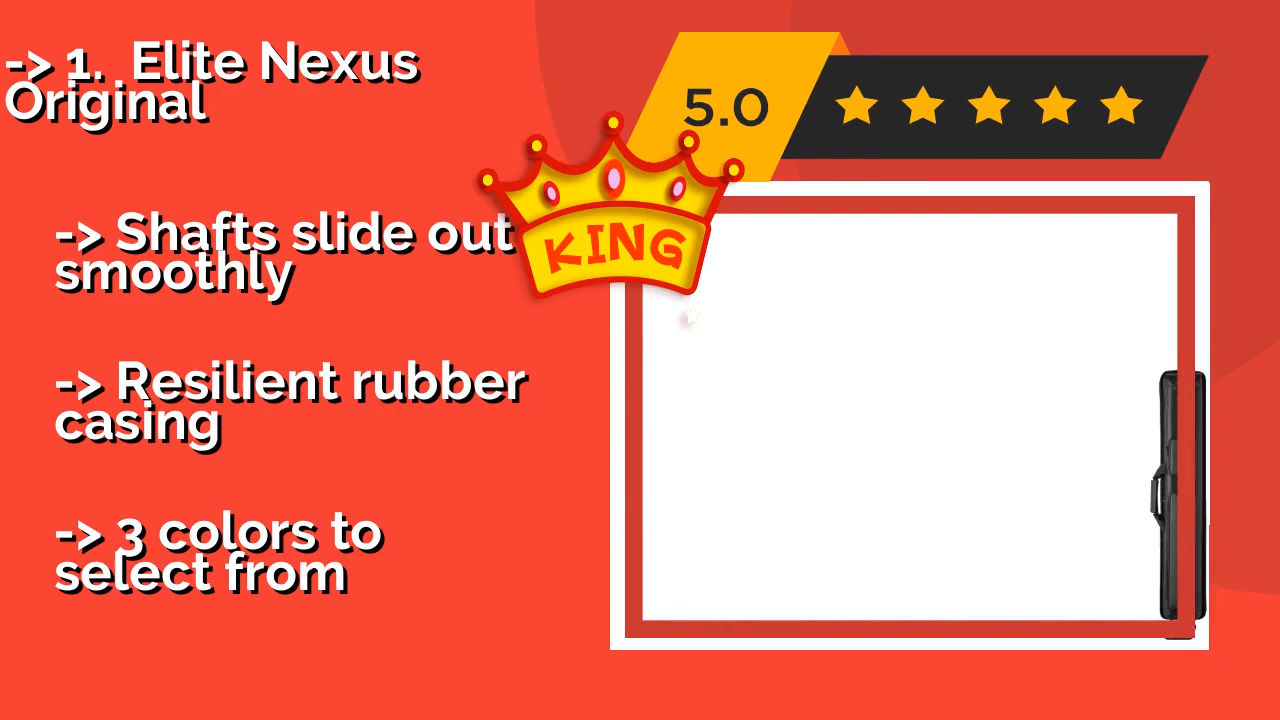 -> 1.  Elite Nexus
Original
5.0
KING
-> Shafts slide out
smoothly
-> Resilient rubber
casing
-> 3 colors to
select from